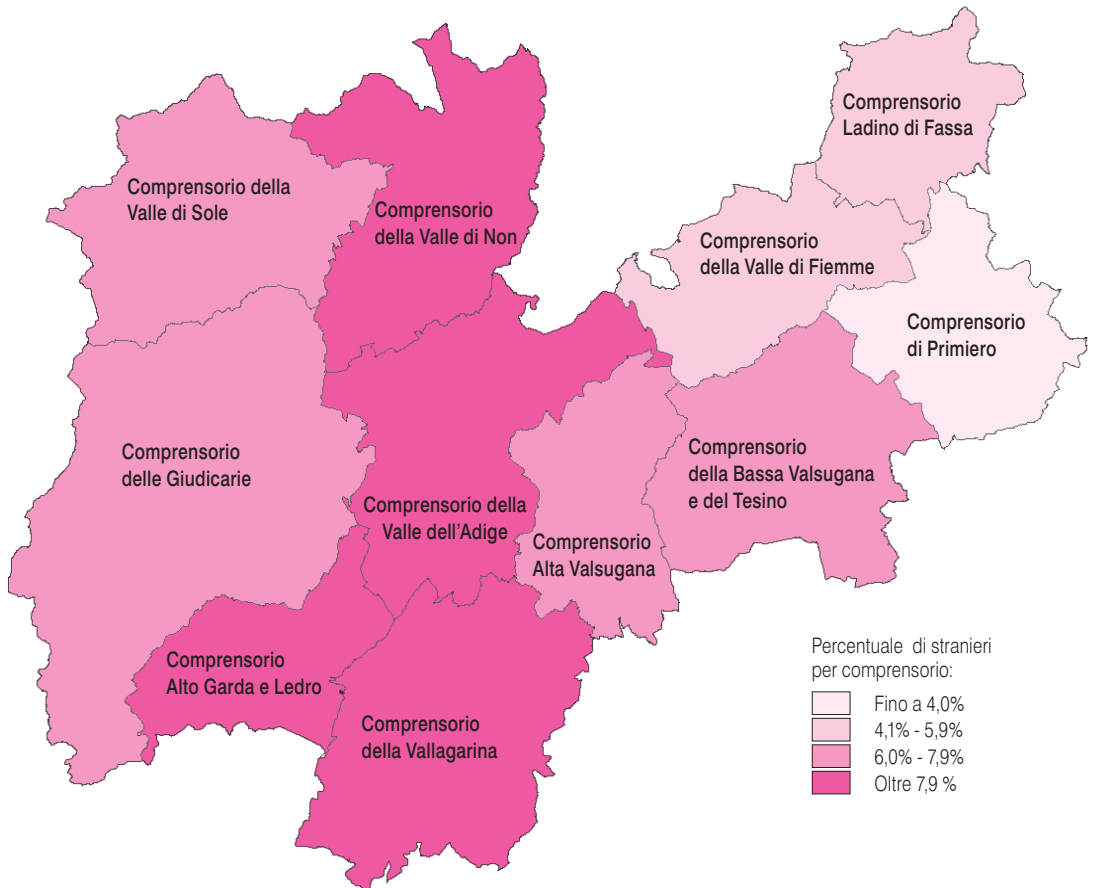 Comprensorio
Ladino di Fassa
Comprensorio della
Valle di Sole
Comprensorio
della Valle di Non
Comprensorio
della Valle di Fiemme
Comprensorio
di Primiero
Comprensorio
delle Giudicarie
Comprensorio
della Bassa Valsugana
e del Tesino
Comprensorio della
Valle dell'Adige
Comprensorio
Alta Valsugana
Comprensorio
Alto Garda e Ledro
Comprensorio
della Vallagarina
Percentuale di stranieri
per comprensorio:
Fino a 4,0%
4,1% - 5,9%
6,0% - 7,9%
Oltre 7,9 %